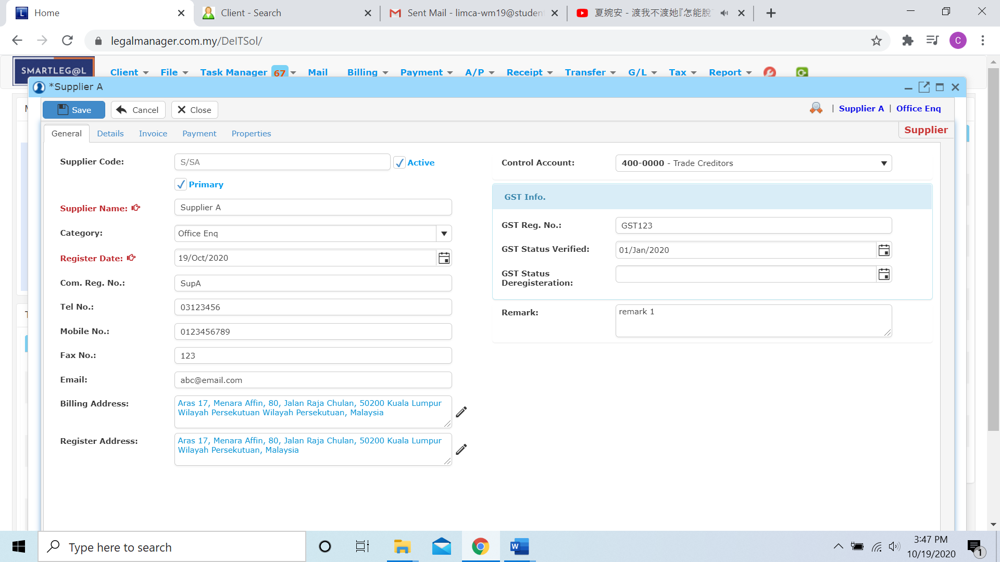 Home
Client - Search
Sent Mail - limca-wm19@studen
夏婉安 - 渡我不渡她『怎能脫
legalmanager.com.my/DeITSol/
C
SMARTLEG@L
Client File Task Manager 67 Mail Billing Payment A/P Receipt Transfer G/L Tax Report
*Supplier A
Save Cancel Close
| Supplier A | Office Enq
General Details Invoice Payment Properties
Supplier
Supplier Code: S/SA Active
Primary
Supplier Name: Supplier A
Category: Office Enq
Register Date: 19/Oct/2020
Com. Reg. No.: SupA
Tel No.: 03123456
Mobile No.: 0123456789
Fax No.: 123
Email: abc@email.com
Billing Address: Aras 17, Menara Affin, 80, Jalan Raja Chulan, 50200 Kuala Lumpur
Wilayah Persekutuan Wilayah Persekutuan, Malaysia
Register Address: Aras 17, Menara Affin, 80, Jalan Raja Chulan, 50200 Kuala Lumpur
Wilayah Persekutuan, Malaysia
Control Account: 400-0000 - Trade Creditors
GST Info.
GST Reg. No.: GST123
GST Status Verified: 01/Jan/2020
GST Status
Deregisteration:
Remark: remark 1
Type here to search
3:47 PM
10/19/2020
1